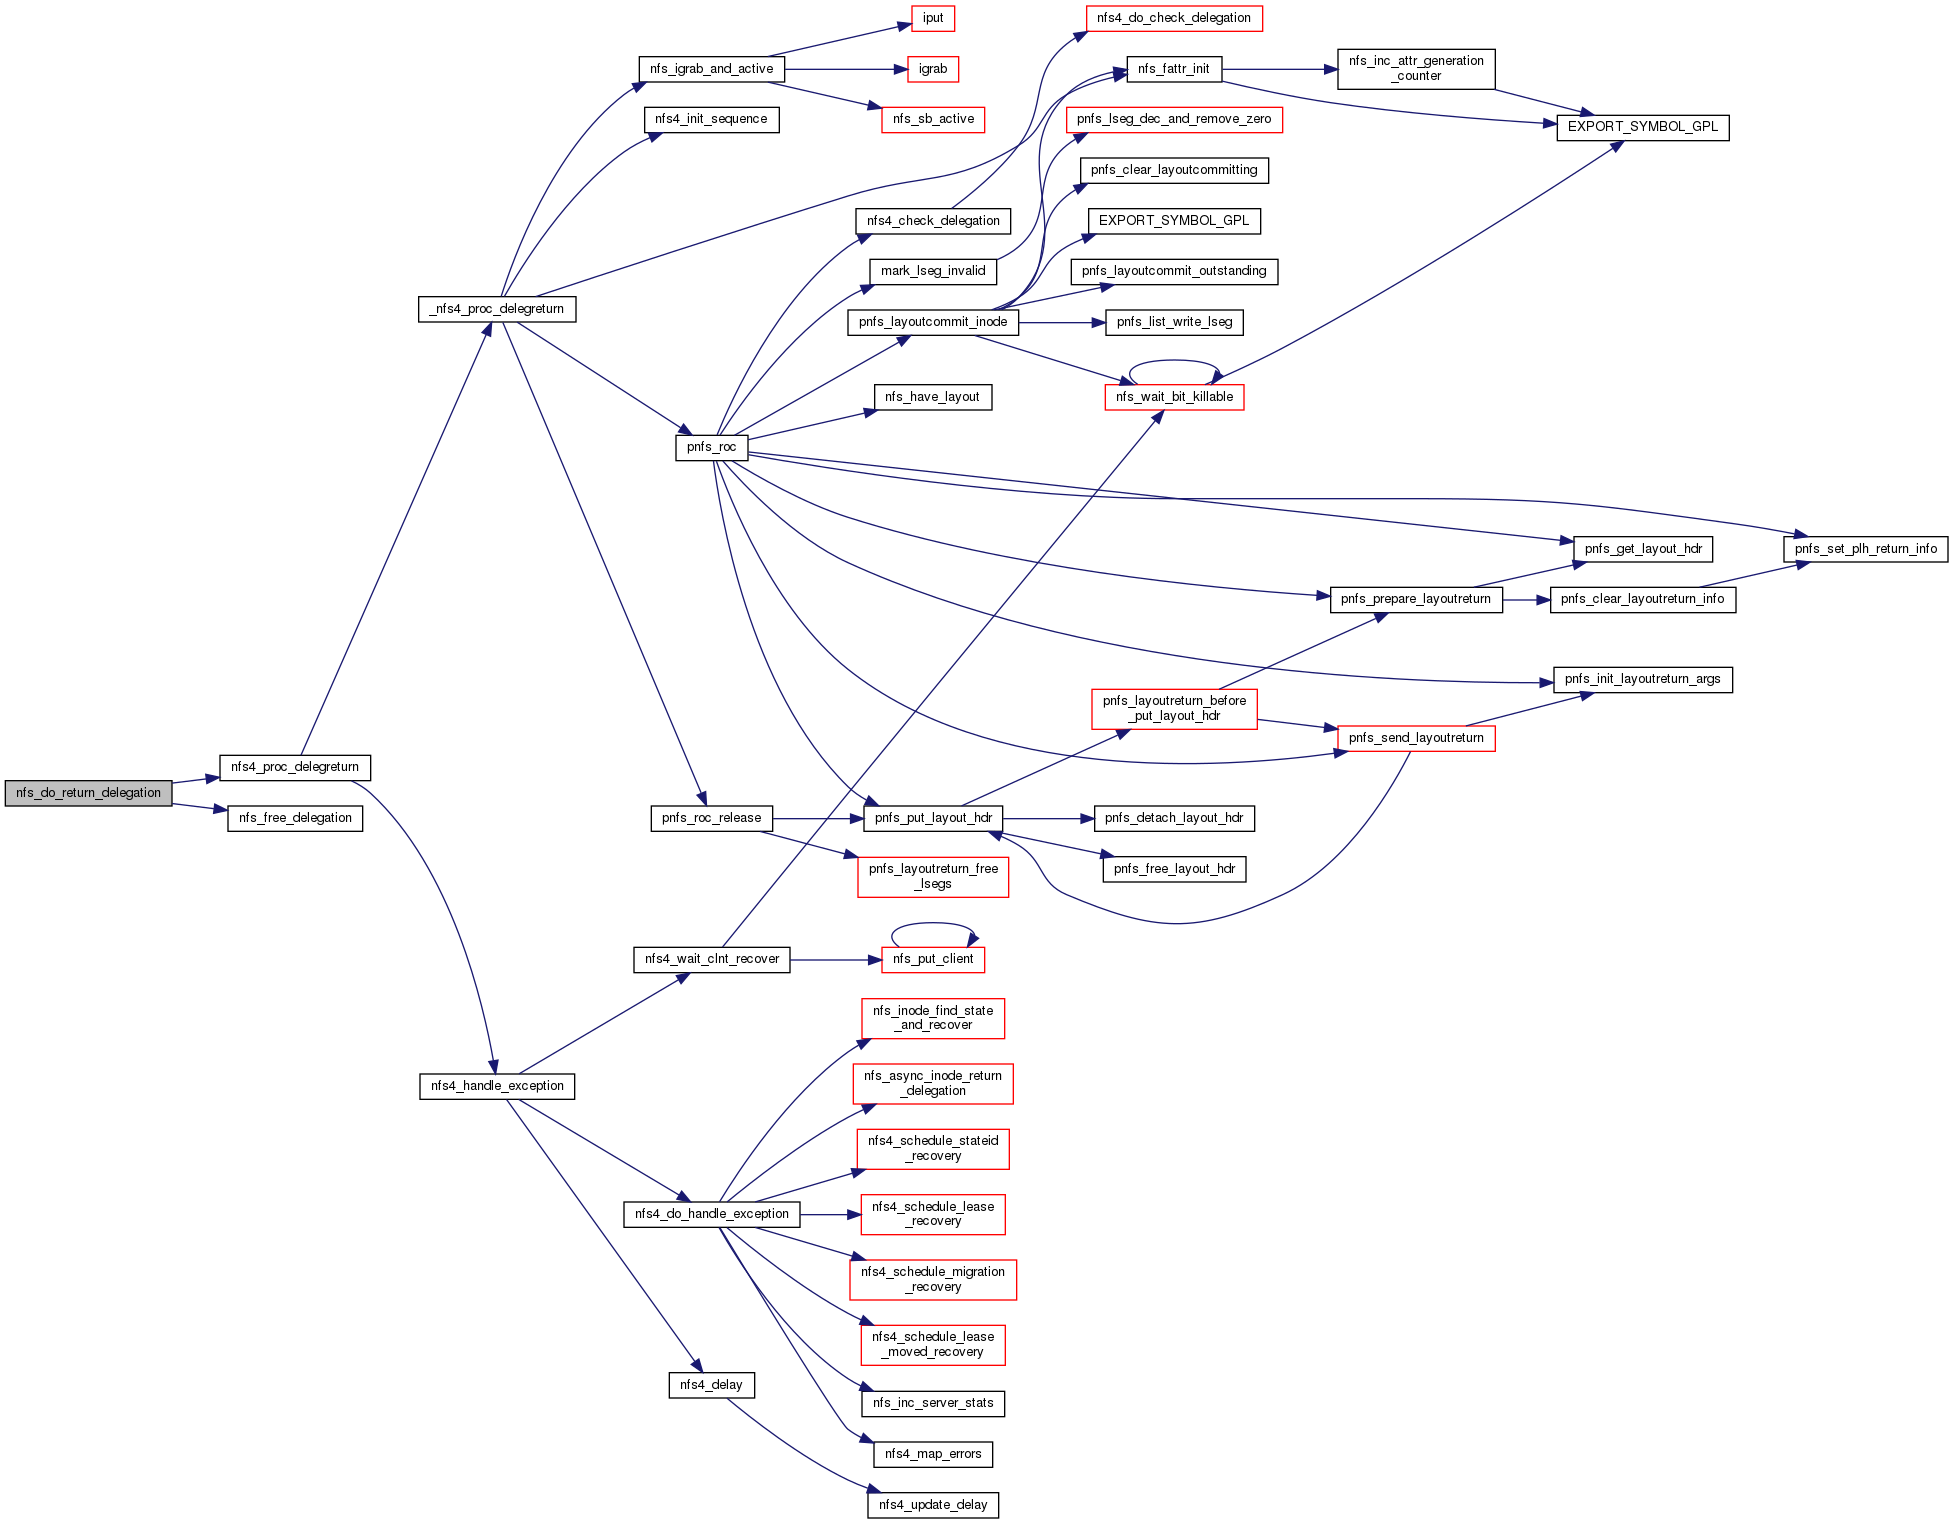 iput
nfs4_do_check_delegation
nfs_igrab_and_active
igrab
nfs_fattr_init
nfs_inc_attr_generation
_counter
nfs4_init_sequence
nfs_sb_active
pnfs_lseg_dec_and_remove_zero
EXPORT_SYMBOL_GPL
pnfs_clear_layoutcommitting
nfs4_check_delegation
EXPORT_SYMBOL_GPL
mark_lseg_invalid
pnfs_layoutcommit_outstanding
_nfs4_proc_delegreturn
pnfs_layoutcommit_inode
pnfs_list_write_lseg
nfs_have_layout
nfs_wait_bit_killable
pnfs_roc
pnfs_get_layout_hdr
pnfs_set_plh_return_info
pnfs_prepare_layoutreturn
pnfs_clear_layoutreturn_info
pnfs_init_layoutreturn_args
pnfs_layoutreturn_before
_put_layout_hdr
pnfs_send_layoutreturn
nfs4_proc_delegreturn
nfs_do_return_delegation
nfs_free_delegation
pnfs_roc_release
pnfs_put_layout_hdr
pnfs_detach_layout_hdr
pnfs_layoutreturn_free
_lsegs
pnfs_free_layout_hdr
nfs4_wait_clnt_recover
nfs_put_client
nfs_inode_find_state
_and_recover
nfs4_handle_exception
nfs_async_inode_return
_delegation
nfs4_schedule_stateid
_recovery
nfs4_do_handle_exception
nfs4_schedule_lease
_recovery
nfs4_schedule_migration
_recovery
nfs4_schedule_lease
_moved_recovery
nfs4_delay
nfs_inc_server_stats
nfs4_map_errors
nfs4_update_delay